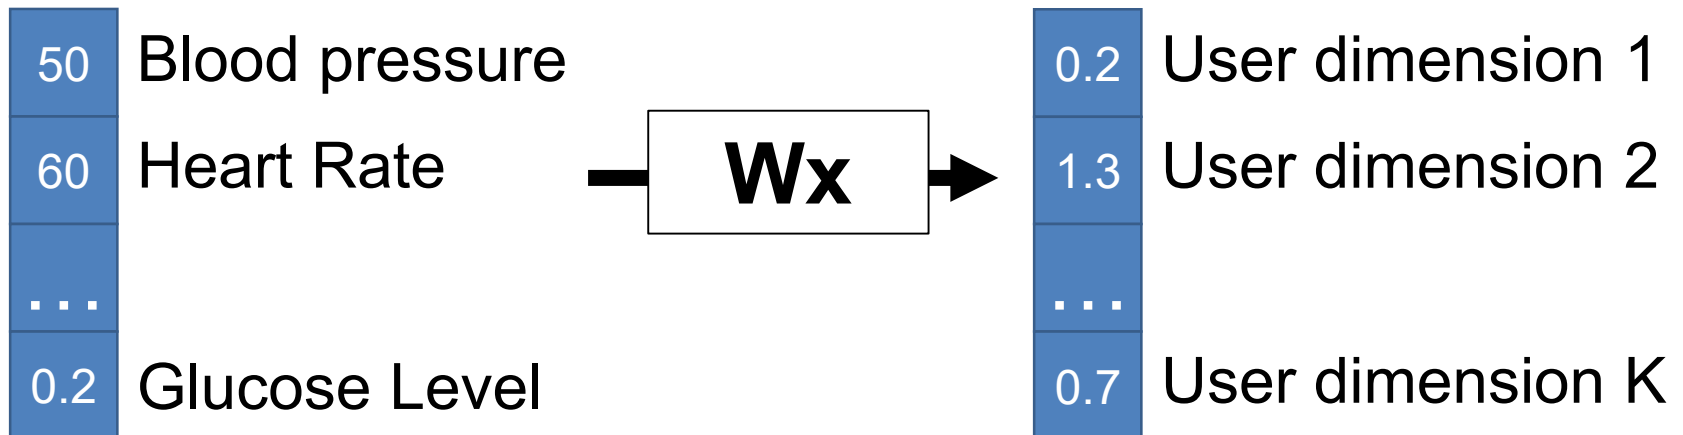 50 Blood pressure
60 Heart Rate
...
0.2 Glucose Level
Wx
0.2 User dimension 1
1.3 User dimension 2
...
0.7 User dimension K